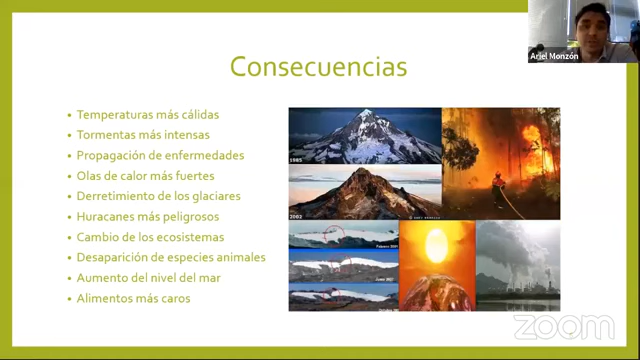 Ariel Monzón
Consecuencias
• Temperaturas más cálidas
• Tormentas más intensas
• Propagación de enfermedades
• Olas de calor más fuertes
• Derretimiento de los glaciares
• Huracanes más peligrosos
• Cambio de los ecosistemas
• Desaparición de especies animales
• Aumento del nivel del mar
• Alimentos más caros
1985
2002
Febrero 2001
zoom